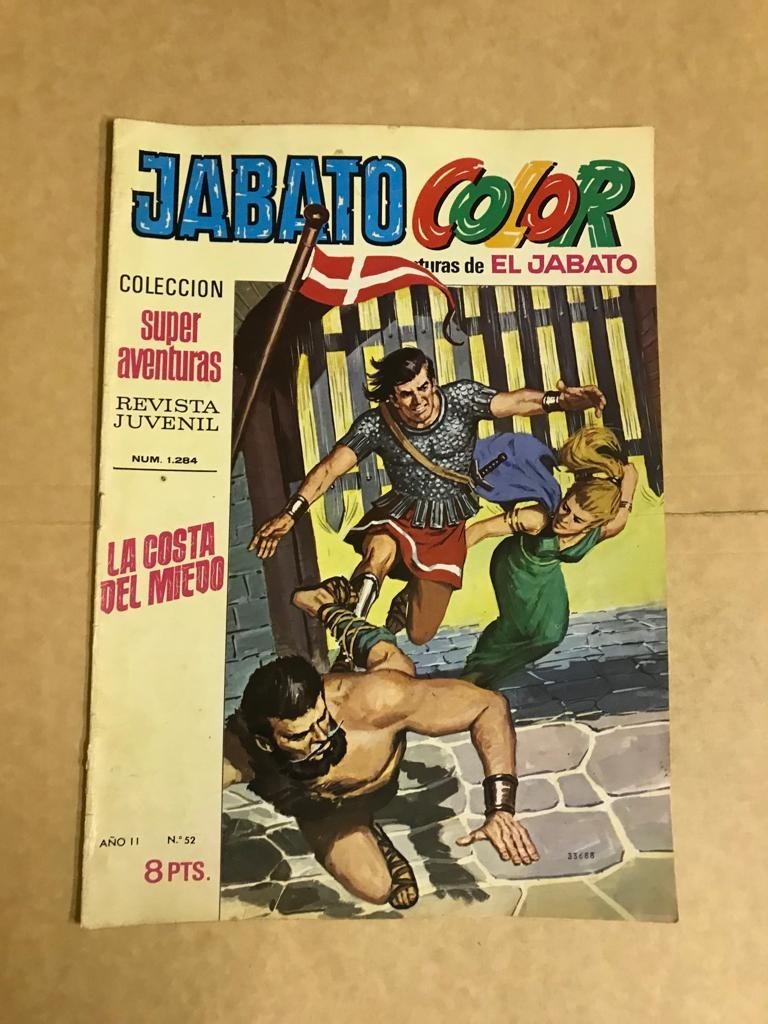 JABATO COLOR
turas de EL JABATO
COLECCION
super
aventuras
REVISTA
JUVENIL
NUM. 1.284
LA COSTA
DEL MIEDO
AÑO II N.º 52
8 PTS.
33688